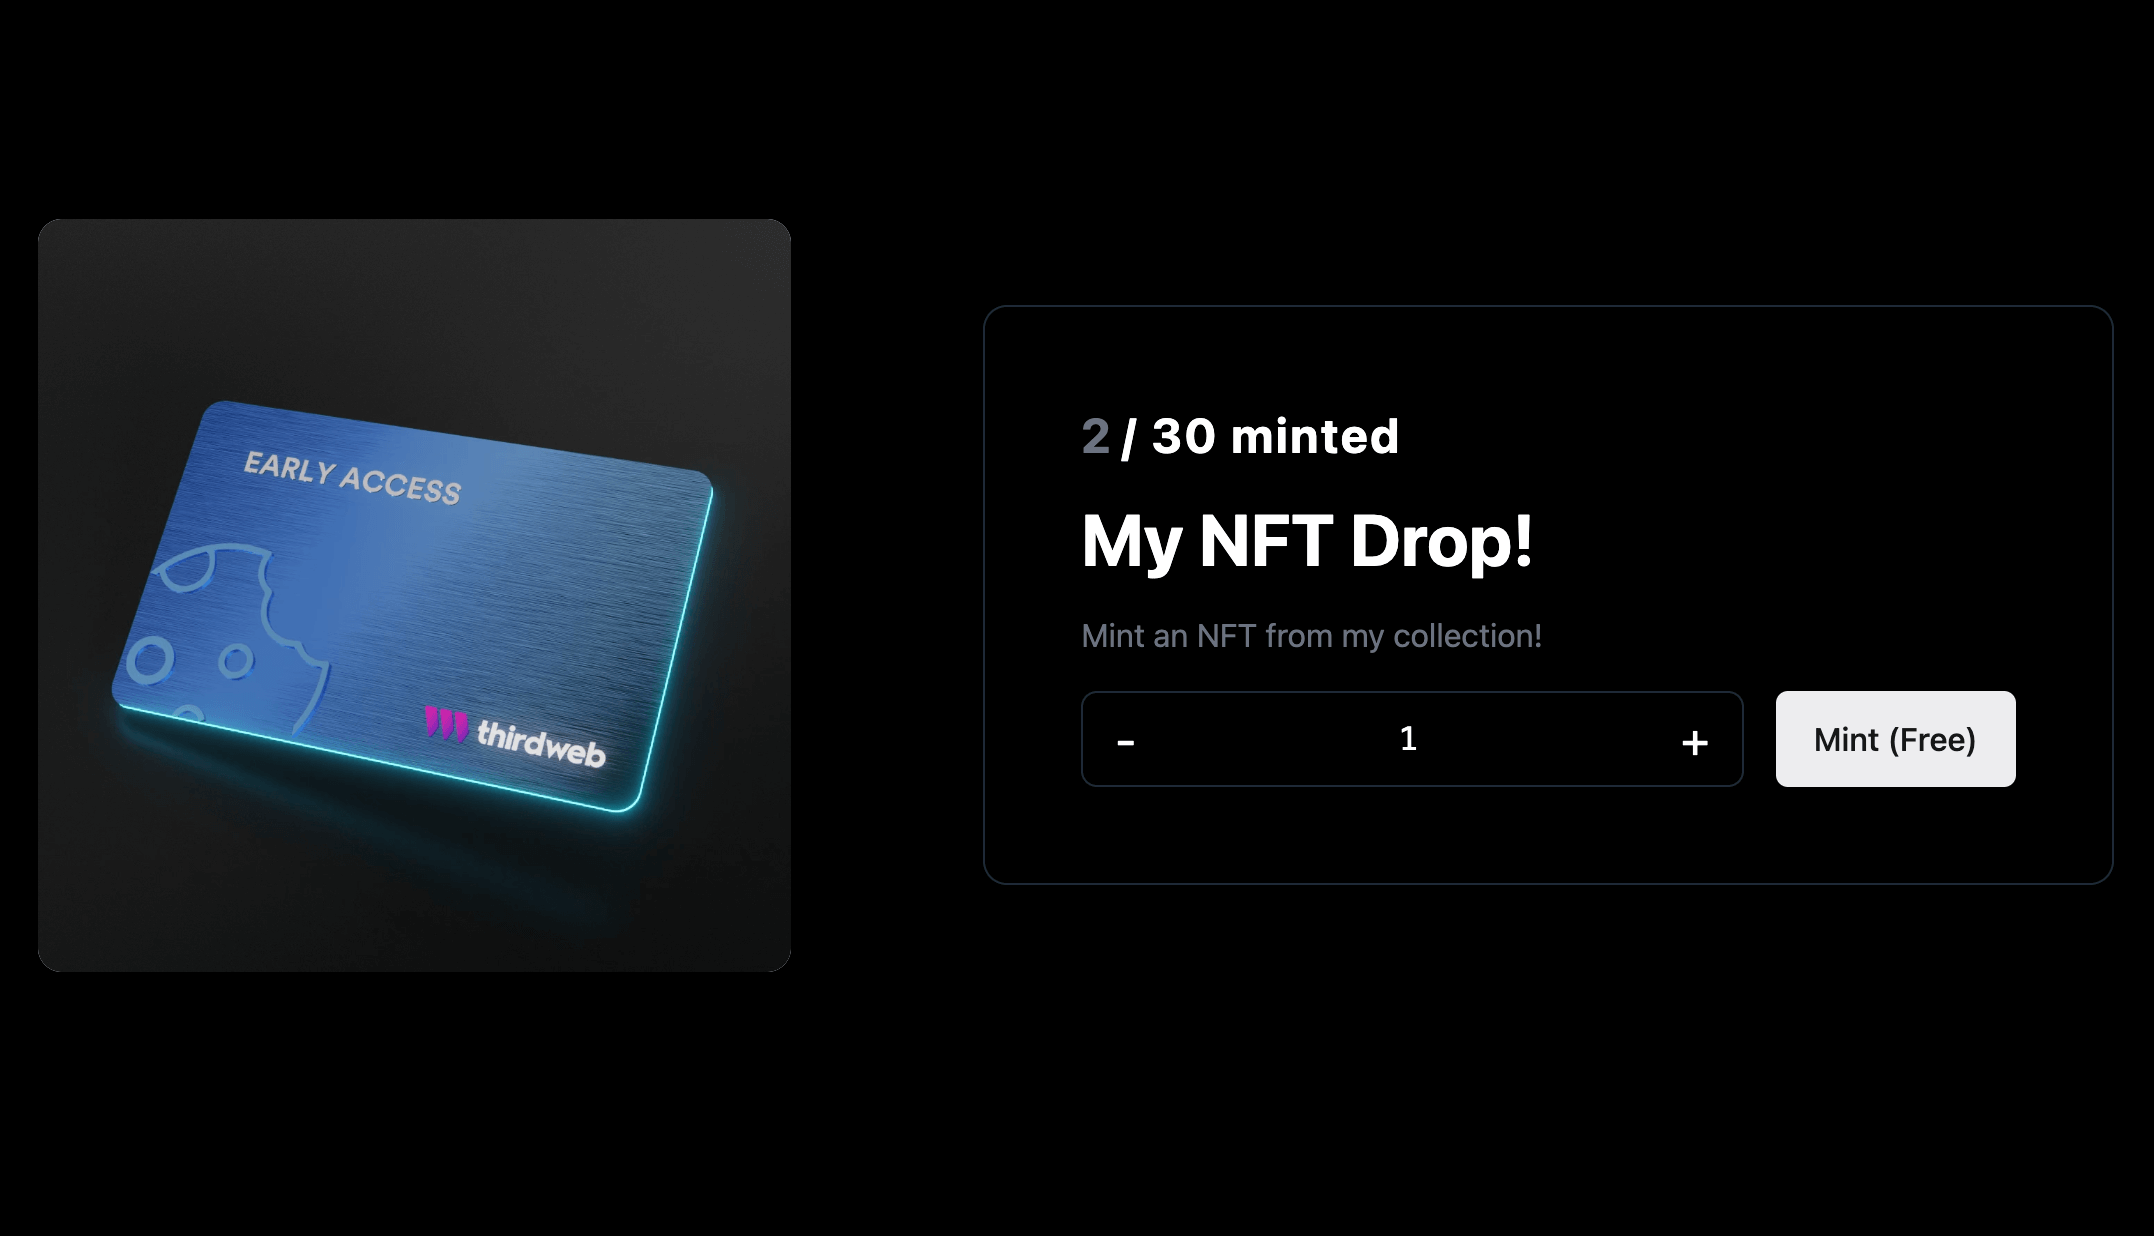 EARLY ACCESS
thirdweb
2 / 30 minted
My NFT Drop!
Mint an NFT from my collection!
- 1 + Mint (Free)